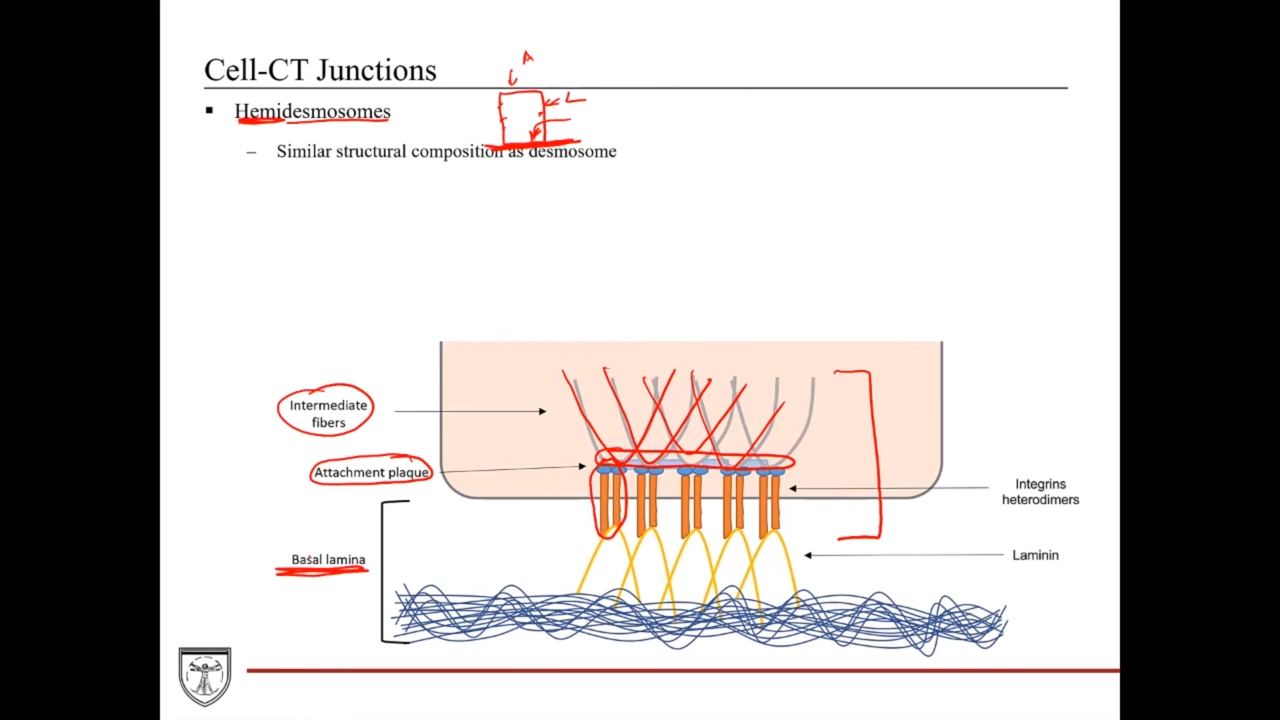 Cell-CT Junctions
A
L
▪ Hemidesmosomes
– Similar structural composition as desmosome
Intermediate
fibers
Attachment plaque
Integrins
heterodimers
Basal lamina
Laminin